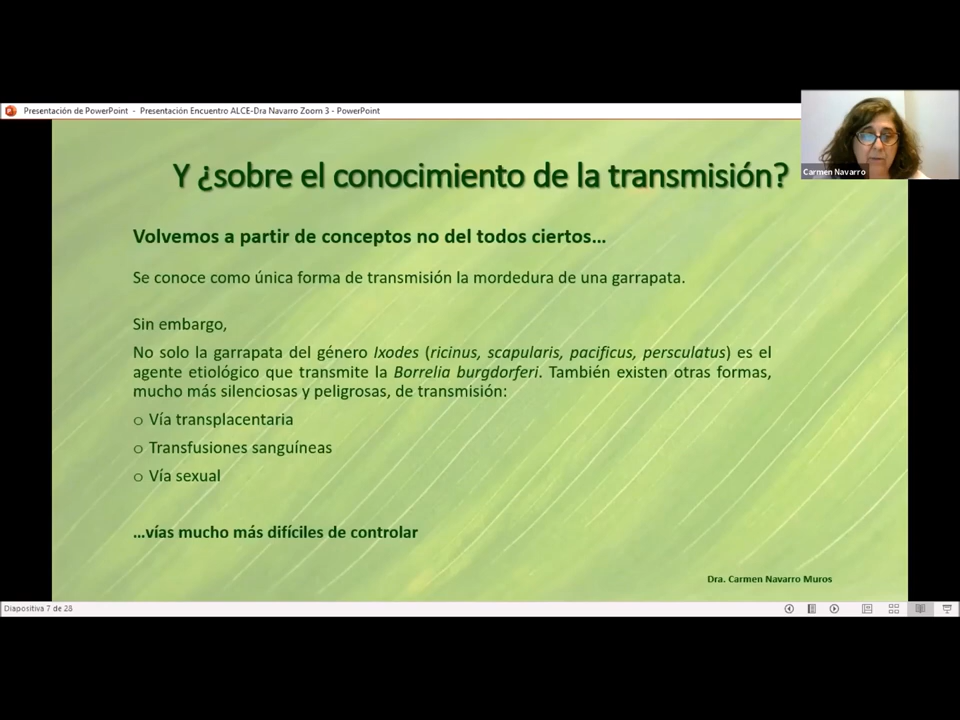 Presentación de PowerPoint - Presentación Encuentro ALCE-Dra Navarro Zoom 3 - PowerPoint
Carmen Navarro
Y ¿sobre el conocimiento de la transmisión?
Volvemos a partir de conceptos no del todos ciertos...
Se conoce como única forma de transmisión la mordedura de una garrapata.
Sin embargo,
No solo la garrapata del género Ixodes (ricinus, scapularis, pacificus, persculatus) es el
agente etiológico que transmite la Borrelia burgdorferi. También existen otras formas,
mucho más silenciosas y peligrosas, de transmisión:
o Vía transplacentaria
o Transfusiones sanguíneas
o Vía sexual
...vías mucho más difíciles de controlar
Dra. Carmen Navarro Muros
Diapositiva 7 de 28